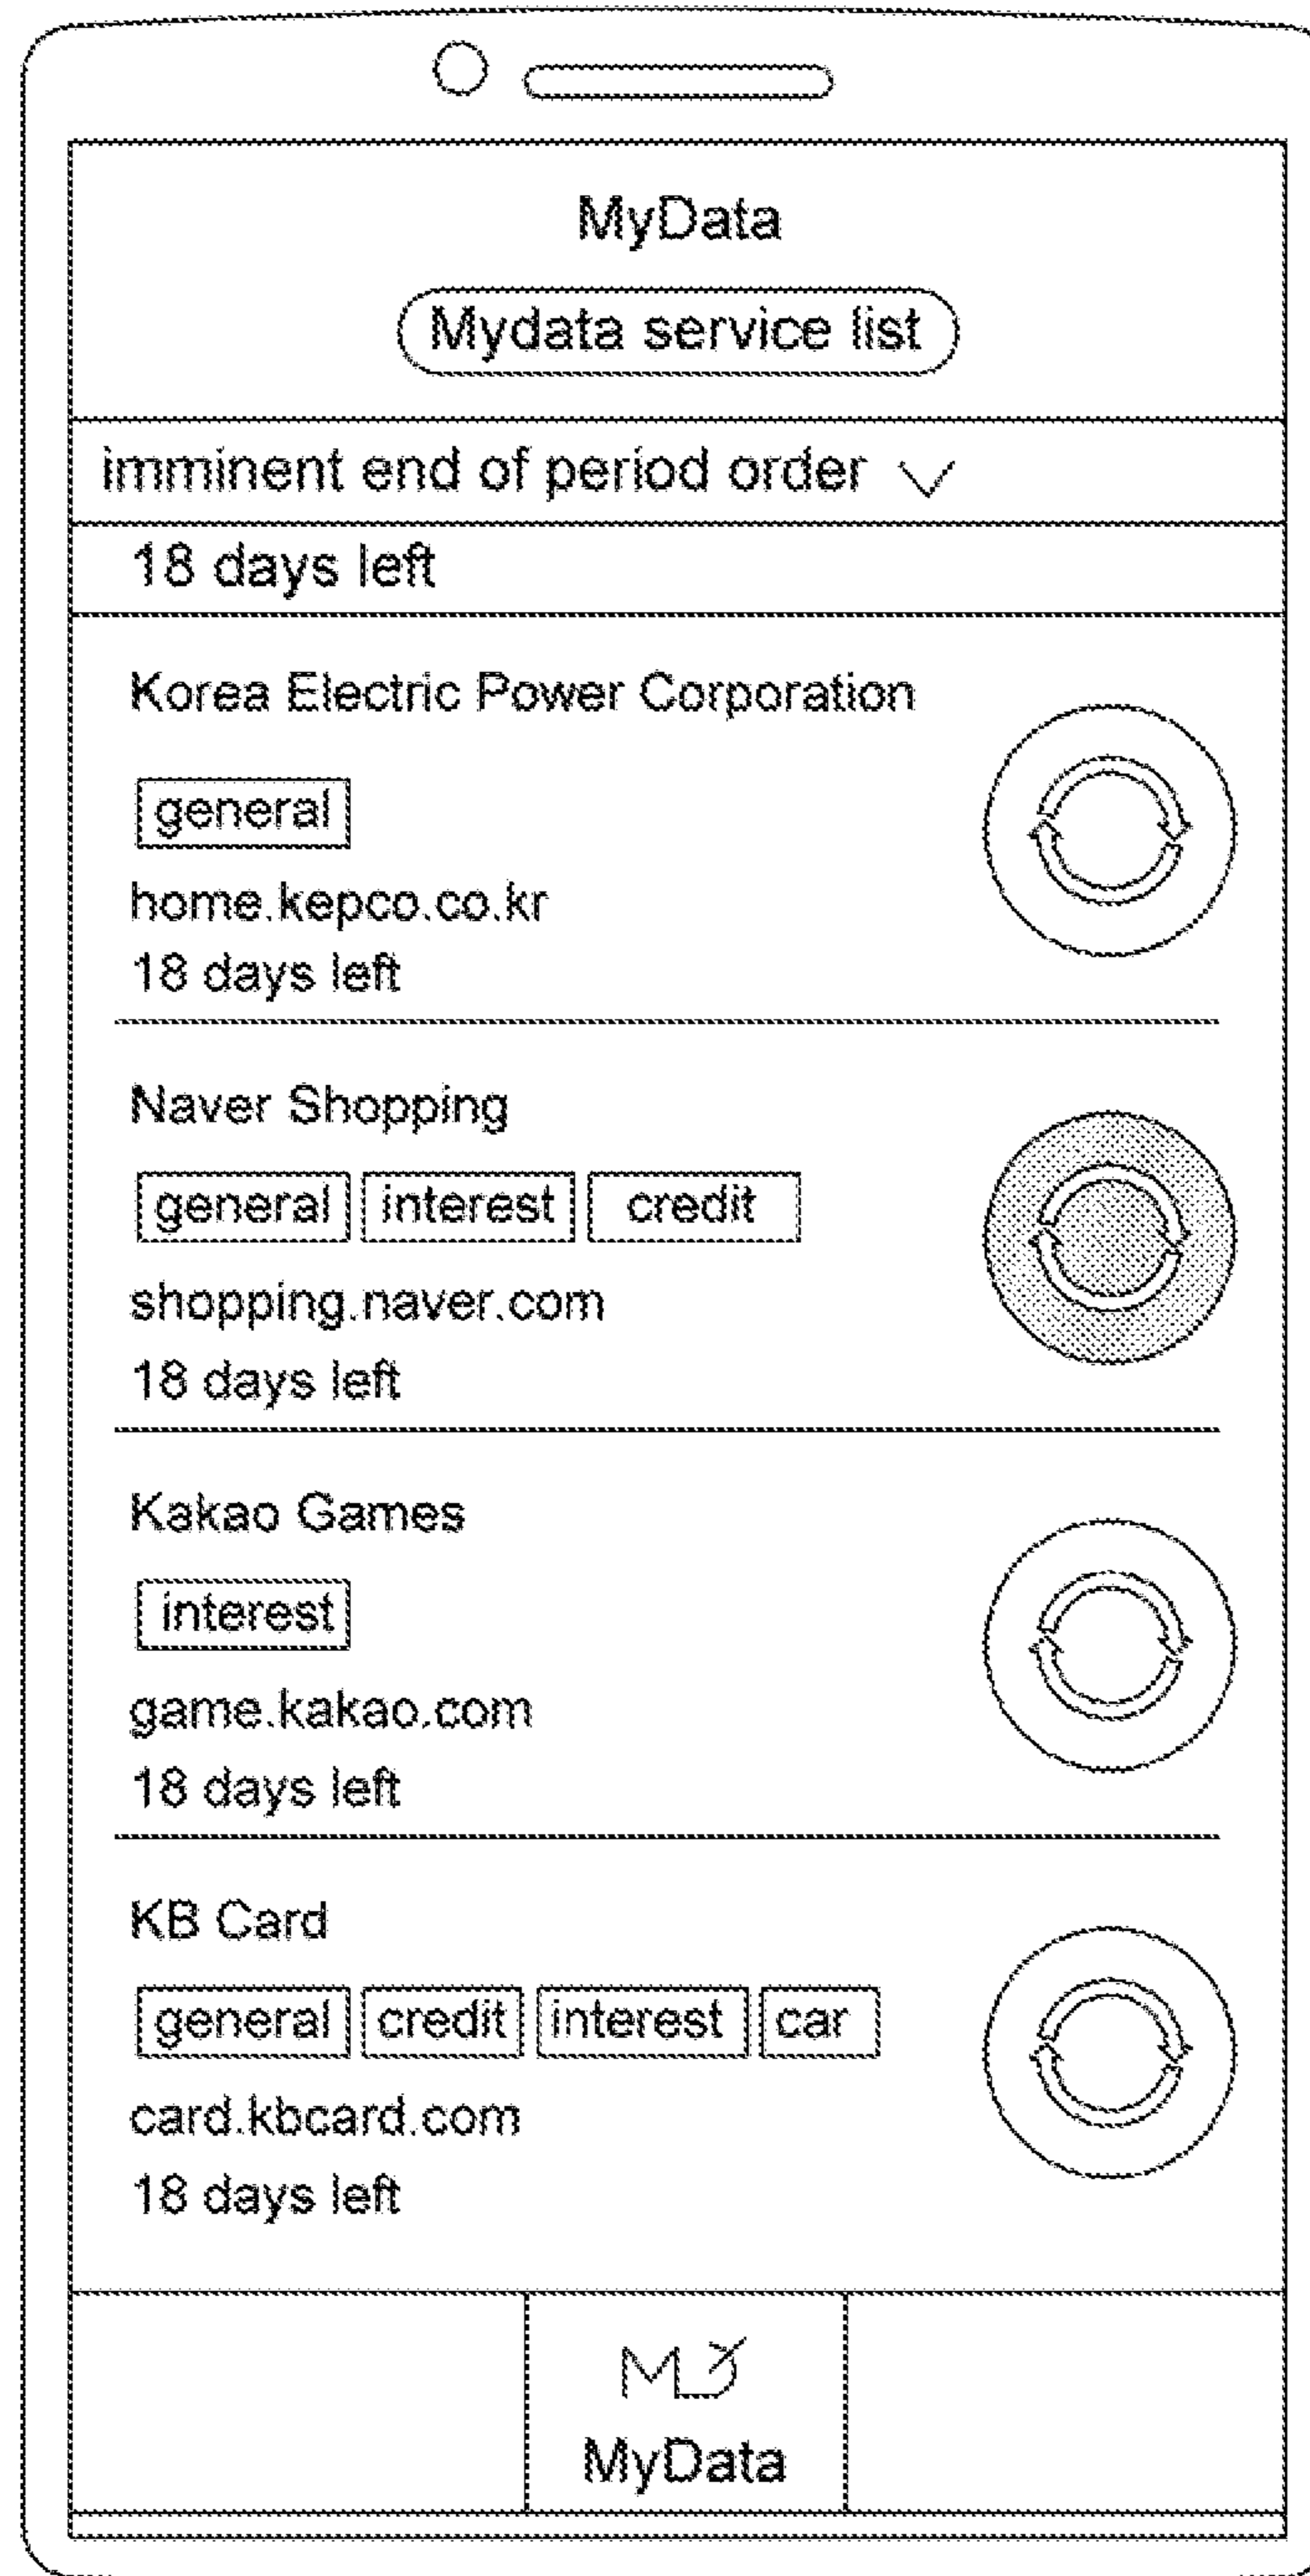 MyData
Mydata service list
imminent end of period order
18 days left
Korea Electric Power Corporation
general
home.kepco.co.kr
18 days left
Naver Shopping
general interest credit
shopping.naver.com
18 days left
Kakao Games
interest
game.kakao.com
18 days left
KB Card
general credit interest car
card.kbcard.com
18 days left
MD
MyData